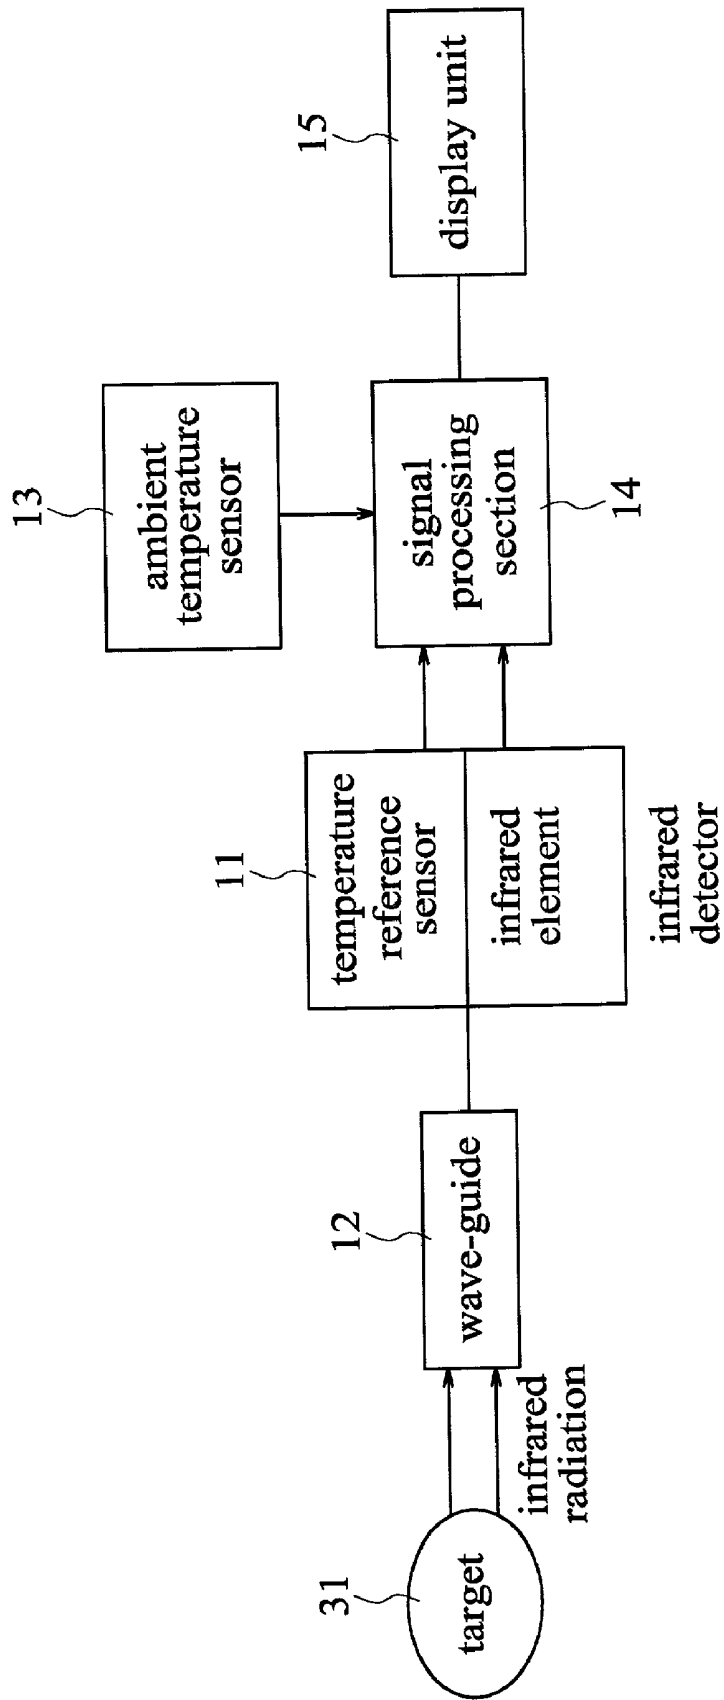 31
target
infrared
radiation
12
wave-guide
11
temperature
reference
sensor
infrared
element
infrared
detector
13
ambient
temperature
sensor
signal
processing
section
14
15
display unit